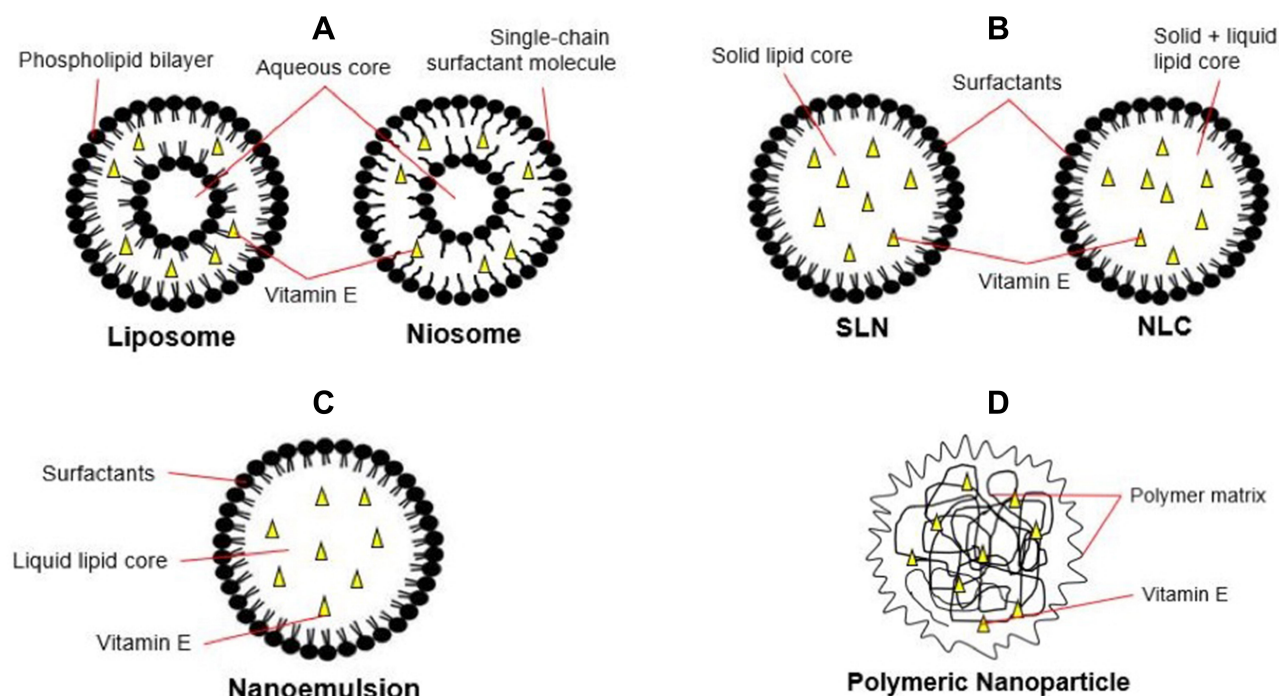 A
Phospholipid bilayer
Aqueous core
Single-chain
surfactant molecule
Vitamin E
Liposome
Niosome
B
Solid lipid core
Surfactants
Solid + liquid
lipid core
Vitamin E
SLN
NLC
C
Surfactants
Liquid lipid core
Vitamin E
Nanoemulsion
D
Polymer matrix
Vitamin E
Polymeric Nanoparticle